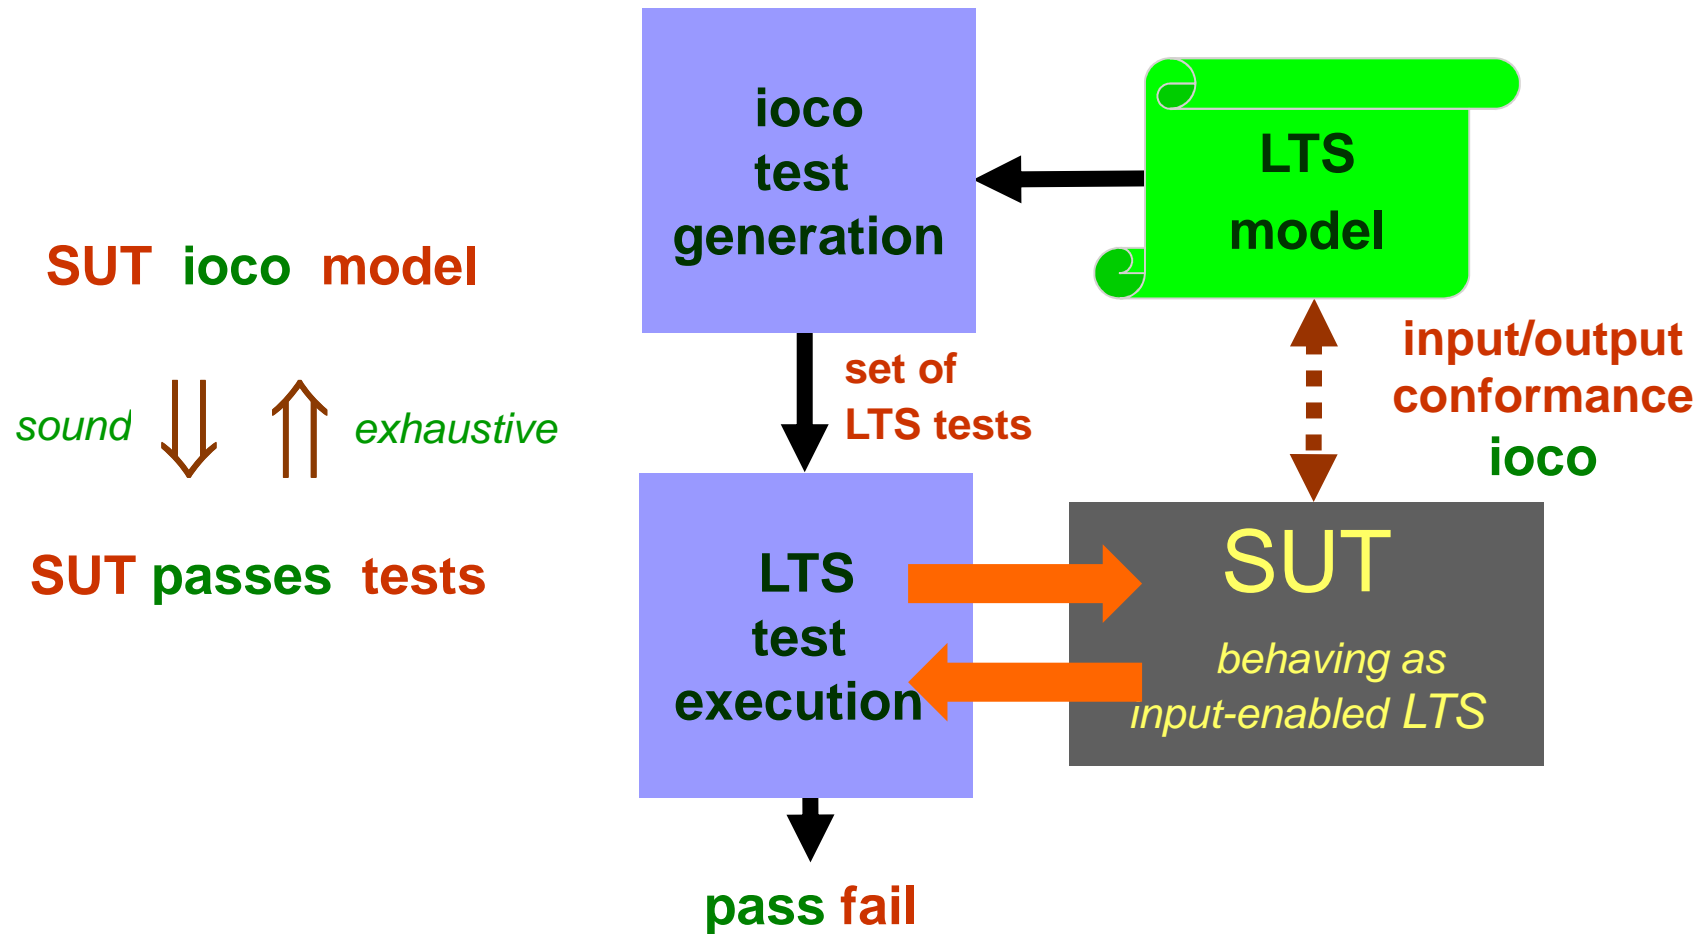 SUT ioco model
sound
exhaustive
SUT passes tests
ioco
test
generation
LTS
model
set of
LTS tests
input/output
conformance
ioco
LTS
test
execution
SUT
behaving as
input-enabled LTS
pass fail